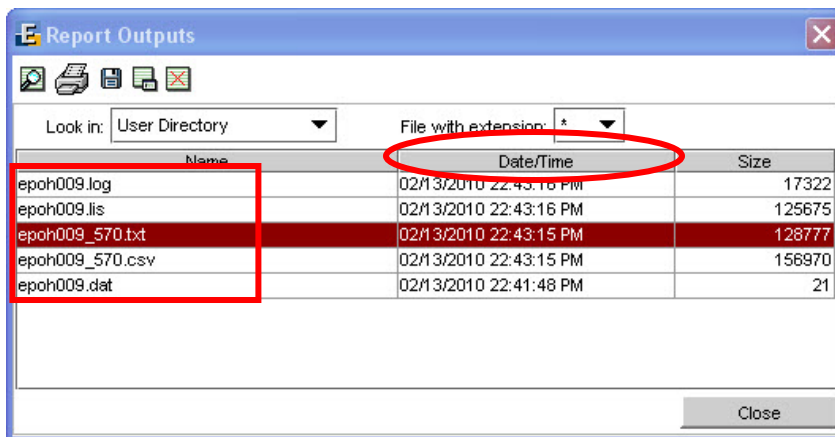 Report Outputs
Look in: User Directory File with extension: *
Name Date/Time Size
epoh009.log 02/13/2010 22:43:16 PM 17322
epoh009.lis 02/13/2010 22:43:16 PM 125675
epoh009_570.txt 02/13/2010 22:43:15 PM 128777
epoh009_570.csv 02/13/2010 22:43:15 PM 156970
epoh009.dat 02/13/2010 22:41:48 PM 21
Close